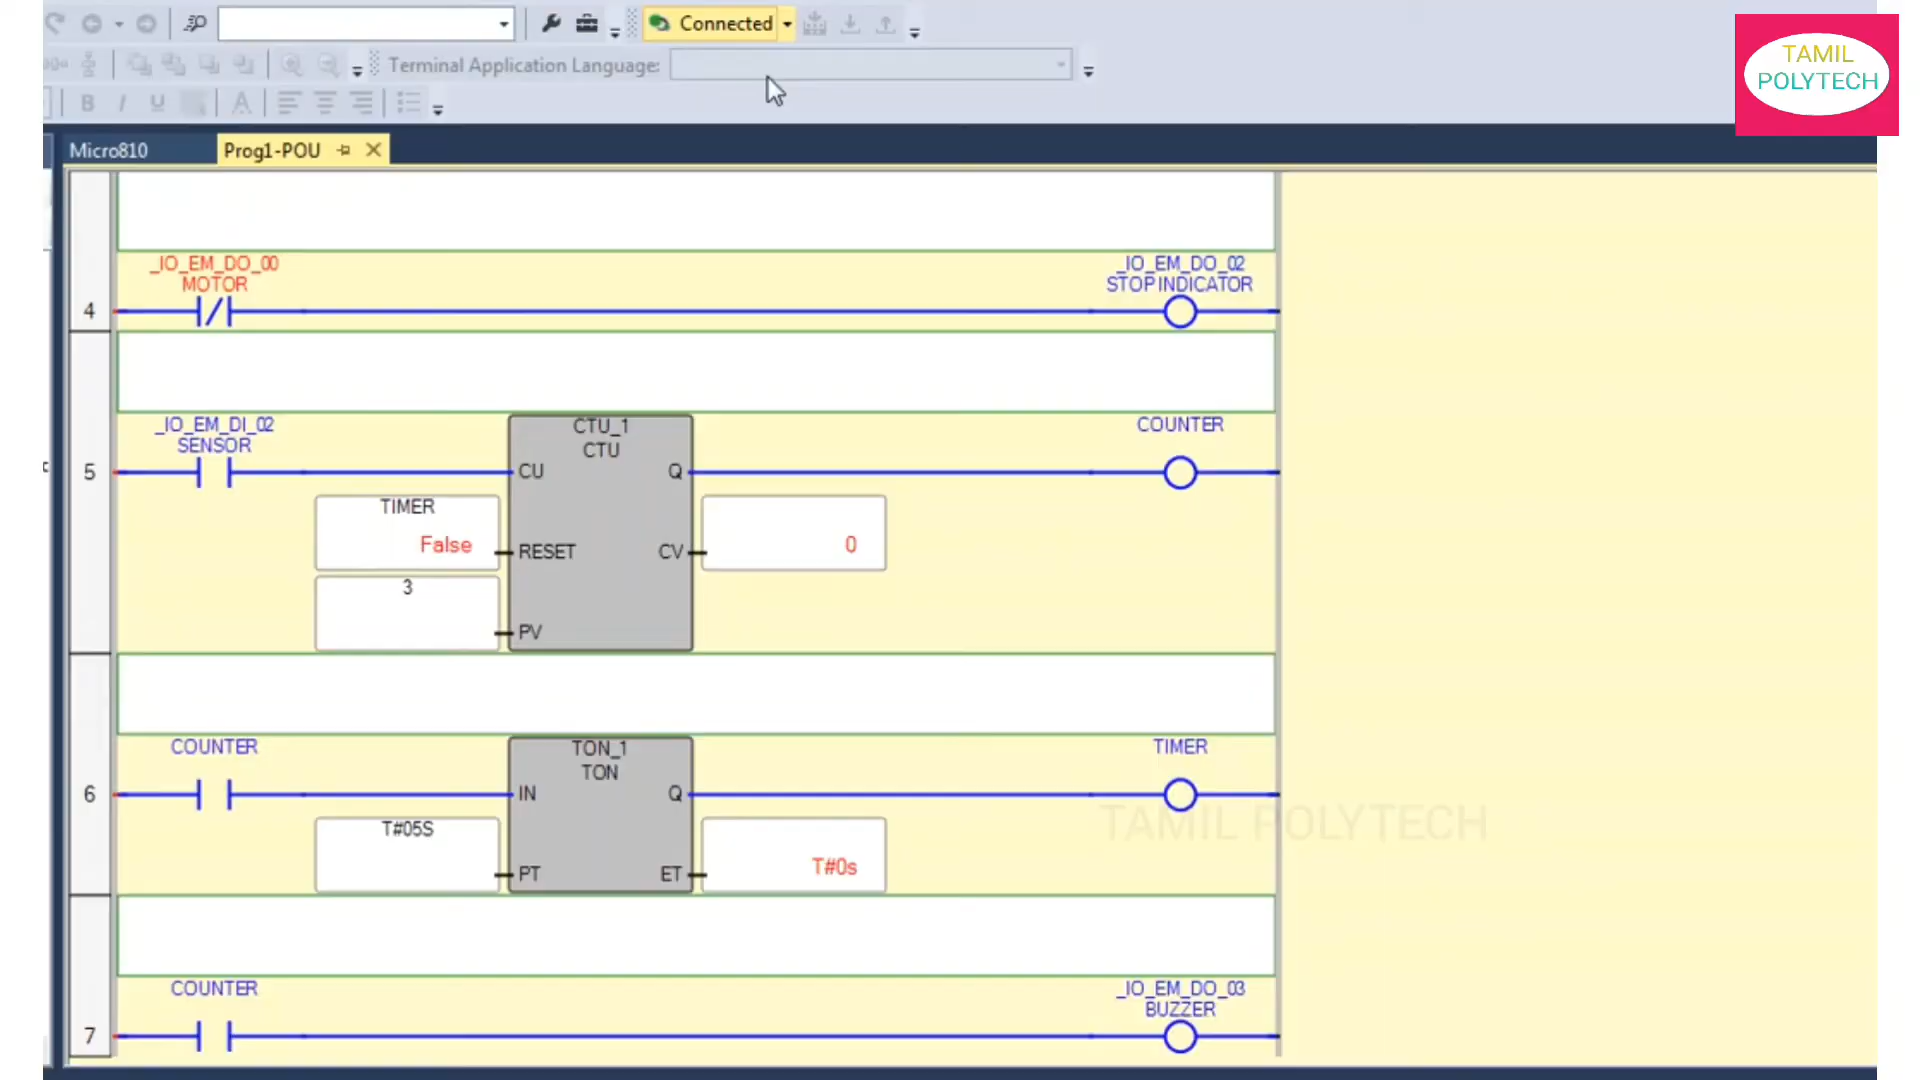 Connected
Terminal Application Language:
B I U A
TAMIL
POLYTECH
Micro810
Prog1-POU
_IO_EM_DO_00
MOTOR
_IO_EM_DO_02
STOP INDICATOR
4
_IO_EM_DI_02
SENSOR
CTU_1
CTU
COUNTER
5
CU
Q
TIMER
False
RESET
CV
0
3
PV
COUNTER
TON_1
TON
TIMER
6
IN
Q
T#05S
PT
ET
T#0s
TAMIL POLYTECH
COUNTER
_IO_EM_DO_03
BUZZER
7